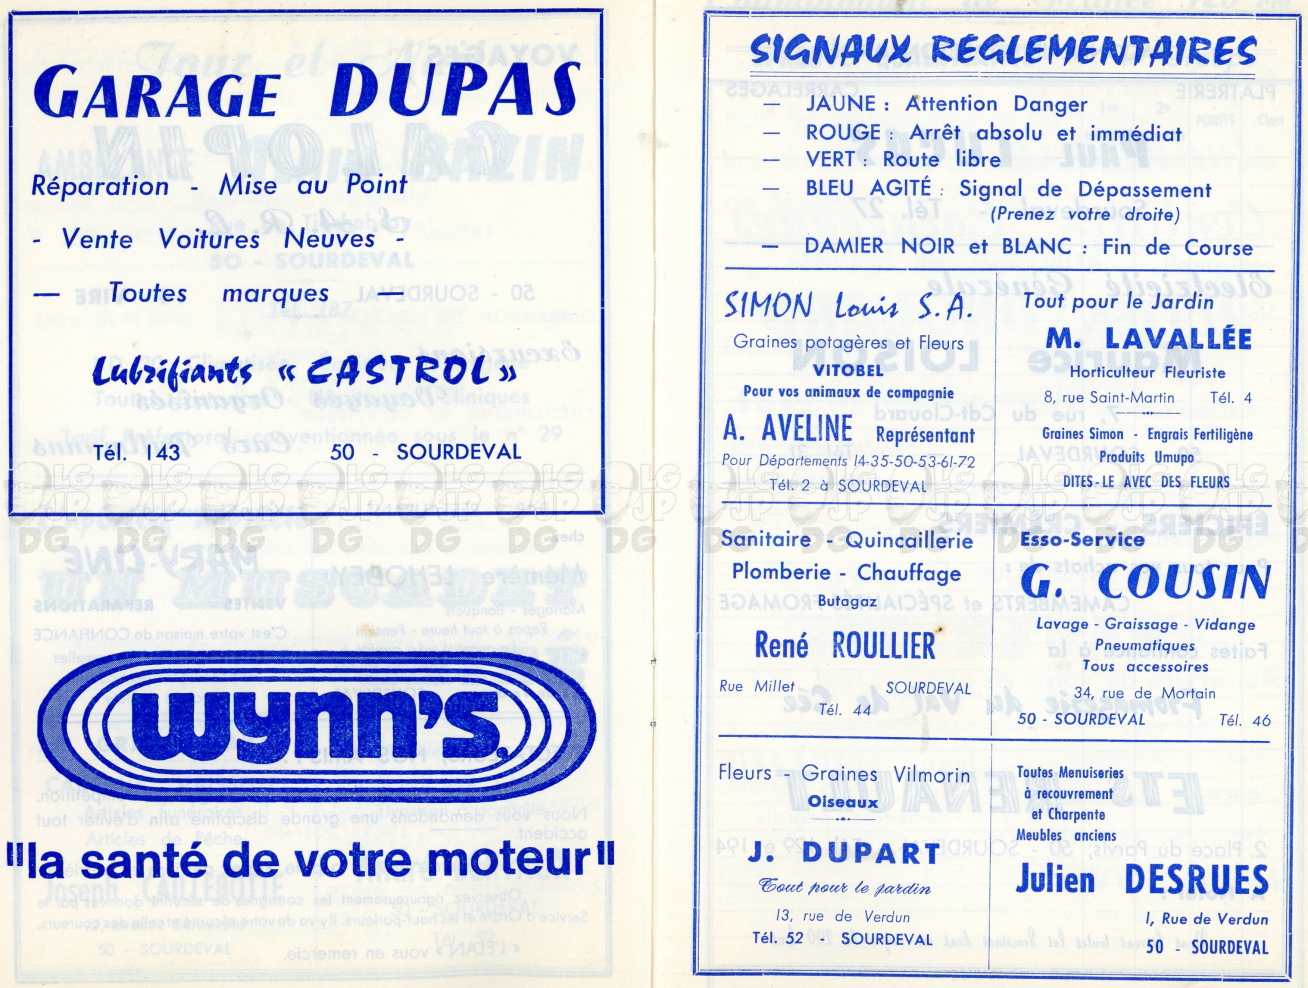 GARAGE DUPAS
Réparation - Mise au Point
- Vente Voitures Neuves -
— Toutes marques —
Lubrifiants « CASTROL »
Tél. 143 50 - SOURDEVAL
wynn's.
"la santé de votre moteur"
SIGNAUX REGLEMENTAIRES
— JAUNE : Attention Danger
— ROUGE : Arrêt absolu et immédiat
— VERT : Route libre
— BLEU AGITÉ : Signal de Dépassement
(Prenez votre droite)
— DAMIER NOIR et BLANC : Fin de Course
SIMON Louis S.A.
Graines potagères et Fleurs
VITOBEL
Pour vos animaux de compagnie
A. AVELINE Représentant
Pour Départements 14-35-50-53-61-72
Tél. 2 à SOURDEVAL
Tout pour le Jardin
M. LAVALLÉE
Horticulteur Fleuriste
8, rue Saint-Martin Tél. 4
Graines Simon - Engrais Fertiligène
Produits Umupo
DITES-LE AVEC DES FLEURS
Sanitaire - Quincaillerie
Plomberie - Chauffage
Butagaz
René ROULLIER
Rue Millet SOURDEVAL
Tél. 44
Esso-Service
G. COUSIN
Lavage - Graissage - Vidange
Pneumatiques
Tous accessoires
34, rue de Mortain
50 - SOURDEVAL Tél. 46
Fleurs - Graines Vilmorin
Oiseaux
J. DUPART
Tout pour le jardin
13, rue de Verdun
Tél. 52 - SOURDEVAL
Toutes Menuiseries
à recouvrement
et Charpente
Meubles anciens
Julien DESRUES
1, Rue de Verdun
50 - SOURDEVAL